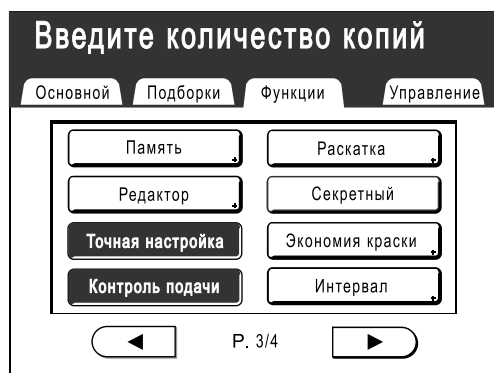 Введите количество копий
Основной Подборки Функции Управление
Память Раскатка
Редактор Секретный
Точная настройка Экономия краски
Контроль подачи Интервал
P. 3/4